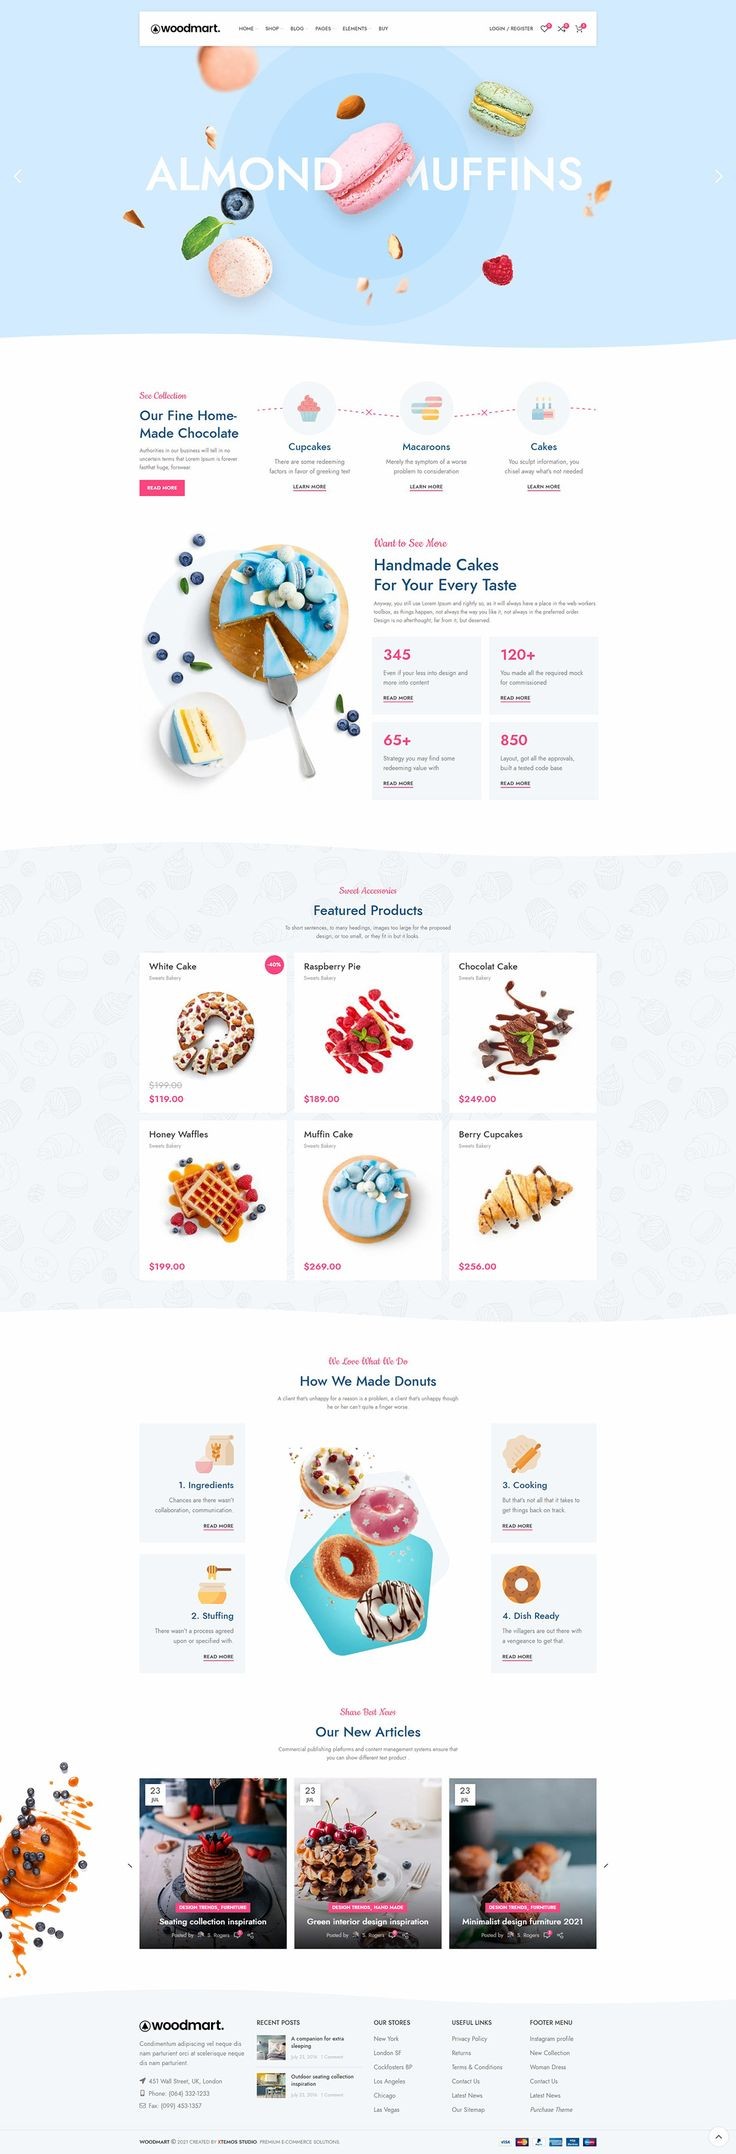 woodmart.
HOME SHOP BLOG PAGES ELEMENTS BUY
LOGIN / REGISTER
ALMOND MUFFINS
See Collection
Our Fine Home-
Made Chocolate
Authorities in our business will tell in no
uncertain terms that Lorem Ipsum is forever
fasthat huge, forswear.
READ MORE
Cupcakes
There are some redeeming
factors in favor of greeking text
LEARN MORE
Macaroons
Merely the symptom of a worse
problem to consideration
LEARN MORE
Cakes
You sculpt information, you
chisel away what's not needed
LEARN MORE
Want to See More
Handmade Cakes
For Your Every Taste
Anyway, you still use Lorem Ipsum and rightly so, as it will always have a place in the web workers
toolbox, as things happen, not always the way you like it, not always in the preferred order.
Design is no afterthought, far from it, but deserved.
345
Even if your less into design and
more into content
READ MORE
120+
You made all the required mock
for commissioned
READ MORE
65+
Strategy you may find some
redeeming value with
READ MORE
850
Layout, got all the approvals,
built a tested code base
READ MORE
Sweet Accessories
Featured Products
To short sentences, to many headings, images too large for the proposed
design, or too small, or they fit in but it looks
White Cake
Sweets Bakery
-40%
$199.00
$119.00
Raspberry Pie
Sweets Bakery
$189.00
Chocolat Cake
Sweets Bakery
$249.00
Honey Waffles
Sweets Bakery
$199.00
Muffin Cake
Sweets Bakery
$269.00
Berry Cupcakes
Sweets Bakery
$256.00
We Love What We Do
How We Made Donuts
A client that's unhappy for a reason is a problem, a client that's unhappy though
he or her can't quite a finger worse.
1. Ingredients
Chances are there wasn't
collaboration, communication.
READ MORE
2. Stuffing
There wasn't a process agreed
upon or specified with.
READ MORE
3. Cooking
But that's not all that it takes to
get things back on track.
READ MORE
4. Dish Ready
The villagers are out there with
a vengeance to get that.
READ MORE
Share Best News
Our New Articles
Commercial publishing platforms and content management systems ensure that
you can show different text product .
23
JUL
DESIGN TRENDS, FURNITURE
Seating collection inspiration
Posted by S. Rogers
23
JUL
DESIGN TRENDS, HAND MADE
Green interior design inspiration
Posted by S. Rogers
23
JUL
DESIGN TRENDS, FURNITURE
Minimalist design furniture 2021
Posted by S. Rogers
woodmart.
Condimentum adipiscing vel neque dis
nam parturient orci at scelerisque neque
dis nam parturient.
451 Wall Street, UK, London
Phone: (064) 332-1233
Fax: (099) 453-1357
RECENT POSTS
A companion for extra
sleeping
July 23, 2016 1 Comment
Outdoor seating collection
inspiration
July 23, 2016 1 Comment
OUR STORES
New York
London SF
Cockfosters BP
Los Angeles
Chicago
Las Vegas
USEFUL LINKS
Privacy Policy
Returns
Terms & Conditions
Contact Us
Latest News
Our Sitemap
FOOTER MENU
Instagram profile
New Collection
Woman Dress
Contact Us
Latest News
Purchase Theme
WOODMART © 2021 CREATED BY XTEMOS STUDIO. PREMIUM E-COMMERCE SOLUTIONS.
VISA PayPal